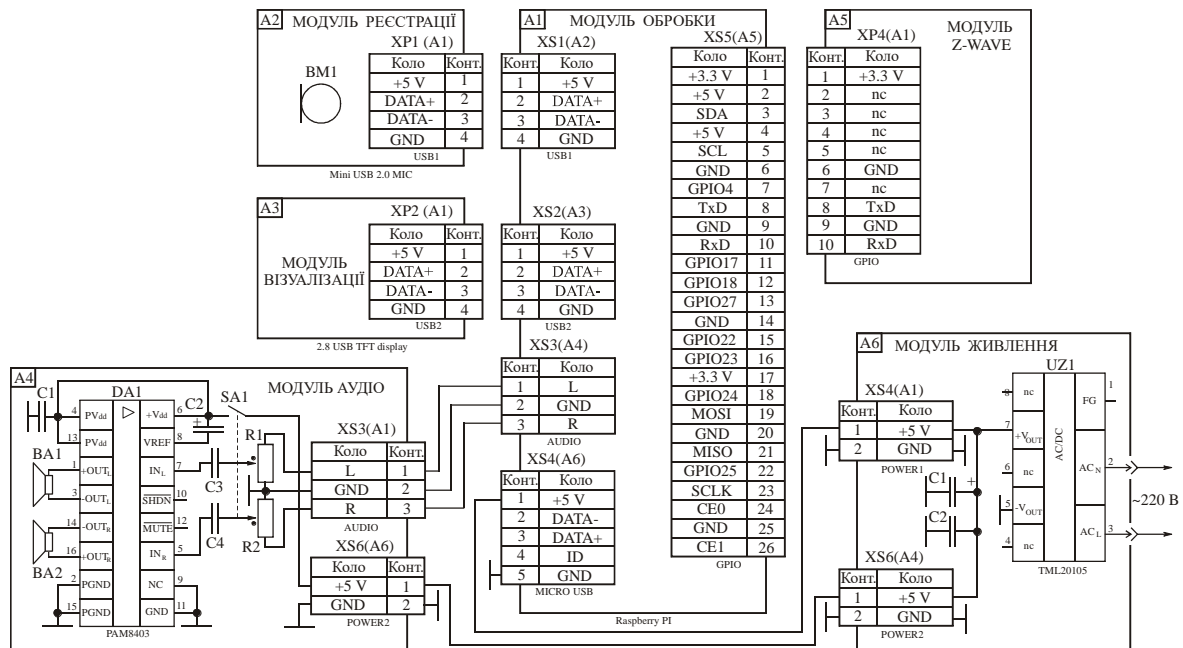 A2 МОДУЛЬ РЕЄСТРАЦІЇ
XP1 (A1)
BM1
Коло Конт.
+5 V 1
DATA+ 2
DATA- 3
GND 4
USB1
Mini USB 2.0 MIC
A3
XP2 (A1)
МОДУЛЬ
ВІЗУАЛІЗАЦІЇ
Коло Конт.
+5 V 1
DATA+ 2
DATA- 3
GND 4
USB2
2.8 USB TFT display
A1 МОДУЛЬ ОБРОБКИ
XS1(A2)
Конт. Коло
1 +5 V
2 DATA+
3 DATA-
4 GND
USB1
XS2(A3)
Конт. Коло
1 +5 V
2 DATA+
3 DATA-
4 GND
USB2
XS3(A4)
Конт. Коло
1 L
2 GND
3 R
AUDIO
XS4(A6)
Конт. Коло
1 +5 V
2 DATA-
3 DATA+
4 ID
5 GND
MICRO USB
XS5(A5)
Коло Конт.
+3.3 V 1
+5 V 2
SDA 3
+5 V 4
SCL 5
GND 6
GPIO4 7
TxD 8
GND 9
RxD 10
GPIO17 11
GPIO18 12
GPIO27 13
GND 14
GPIO22 15
GPIO23 16
+3.3 V 17
GPIO24 18
MOSI 19
GND 20
MISO 21
GPIO25 22
SCLK 23
CE0 24
GND 25
CE1 26
GPIO
Raspberry PI
A5
XP4(A1)
МОДУЛЬ
Z-WAVE
Конт. Коло
1 +3.3 V
2 nc
3 nc
4 nc
5 nc
6 GND
7 nc
8 TxD
9 GND
10 RxD
GPIO
A4 МОДУЛЬ АУДІО
C1
DA1
C2
+
SA1
4 PVdd +Vdd 6
13 PVdd VREF 8
BA1
1 +OUTL INL 7
3 -OUTL SHDN 10
14 -OUTR MUTE 12
16 +OUTR INR 5
BA2
2 PGND NC 9
15 PGND GND 11
PAM8403
C3
C4
R1
R2
XS3(A1)
Коло Конт.
L 1
GND 2
R 3
AUDIO
XS6(A6)
Коло Конт.
+5 V 1
GND 2
POWER2
A6 МОДУЛЬ ЖИВЛЕННЯ
XS4(A1)
Конт. Коло
1 +5 V
2 GND
POWER1
C1 +
C2
XS6(A4)
Конт. Коло
1 +5 V
2 GND
POWER2
UZ1
8 nc
7 +VOUT
6 nc
5 -VOUT
4 nc
AC/DC
FG 1
ACN 2
ACL 3
TML20105
~220 В